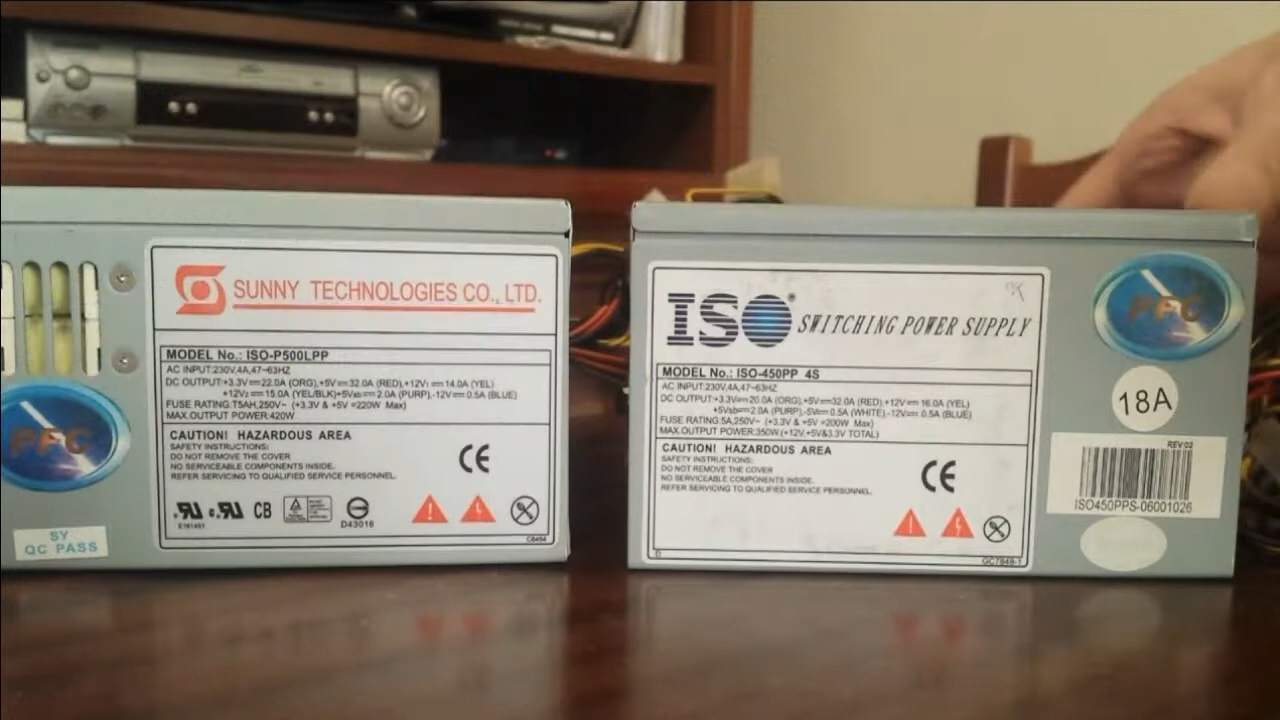 SUNNY TECHNOLOGIES CO., LTD.
MODEL No.: ISO-P500LPP
AC INPUT:230V,4A,47~63HZ
DC OUTPUT:+3.3V⎓22.0A (ORG),+5V⎓32.0A (RED),+12V1⎓14.0A (YEL)
+12V2⎓15.0A (YEL/BLK)+5Vsb⎓2.0A (PURP),-12V⎓0.5A (BLUE)
FUSE RATING:T5AH,250V~ (+3.3V & +5V =220W Max)
MAX.OUTPUT POWER:420W
CAUTION! HAZARDOUS AREA
SAFETY INSTRUCTIONS:
DO NOT REMOVE THE COVER
NO SERVICEABLE COMPONENTS INSIDE.
REFER SERVICING TO QUALIFIED SERVICE PERSONNEL.
CE
CB
D43016
PFC
SY
QC PASS
ISO
SWITCHING POWER SUPPLY
MODEL No.: ISO-450PP 4S
AC INPUT:230V,4A,47~63HZ
DC OUTPUT:+3.3V⎓20.0A (ORG),+5V⎓32.0A (RED),+12V⎓16.0A (YEL)
+5Vsb⎓2.0A (PURP),-5V⎓0.5A (WHITE),-12V⎓0.5A (BLUE)
FUSE RATING:5A,250V~ (+3.3V & +5V =200W Max)
MAX.OUTPUT POWER:350W (+12V,+5V&3.3V TOTAL)
CAUTION! HAZARDOUS AREA
SAFETY INSTRUCTIONS:
DO NOT REMOVE THE COVER
NO SERVICEABLE COMPONENTS INSIDE.
REFER SERVICING TO QUALIFIED SERVICE PERSONNEL.
CE
D
GC7848-1
PFC
18A
REV:02
ISO450PPS-06001026